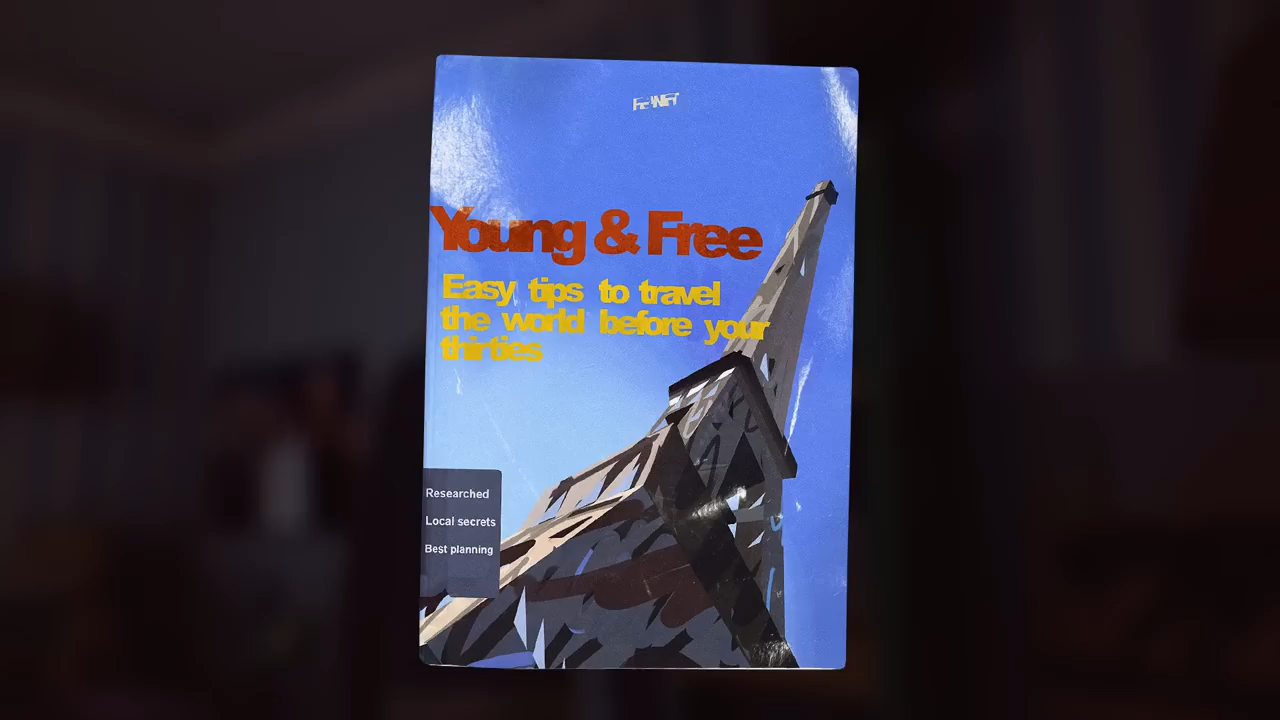 Young & Free
Easy tips to travel
the world before your
thirties
Researched
Local secrets
Best planning